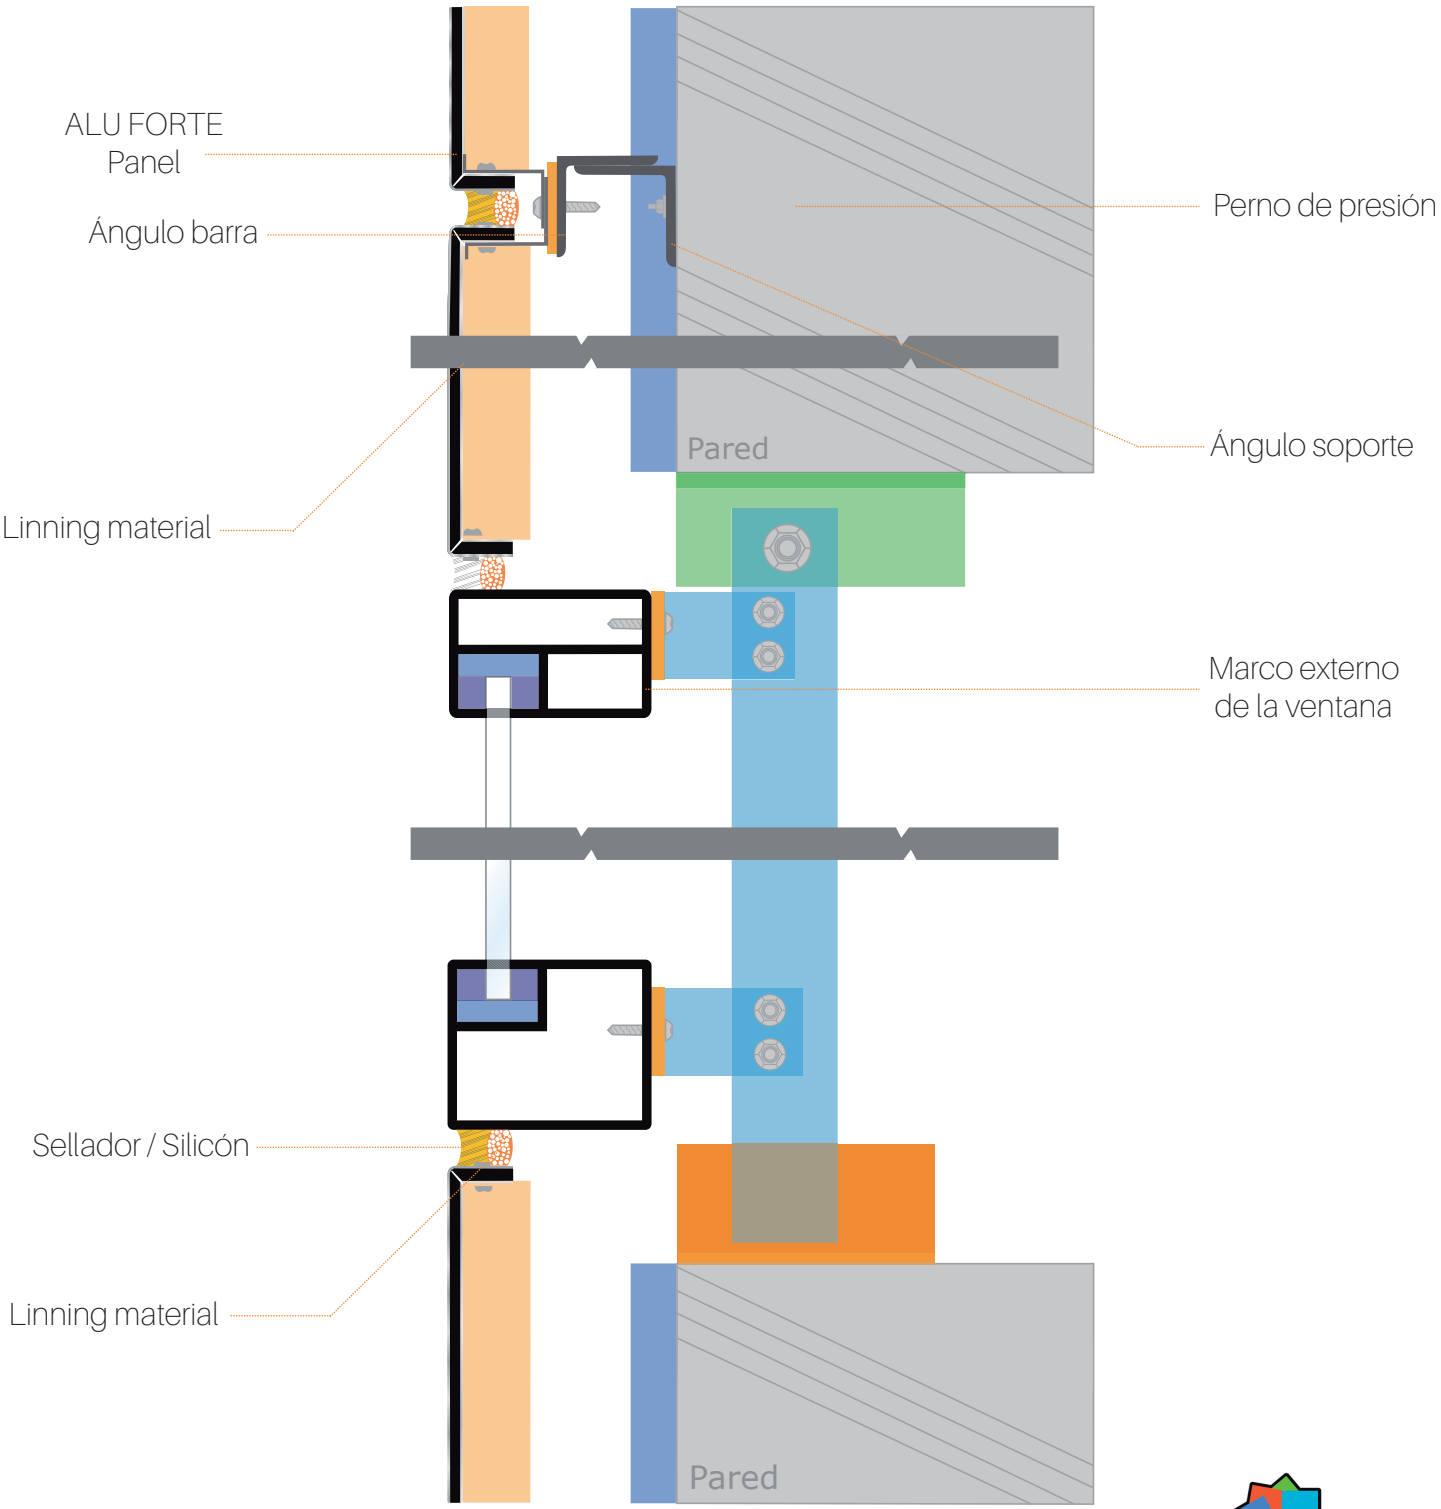 ALU FORTE
Panel
Perno de presión
Ángulo barra
Pared
Ángulo soporte
Linning material
Marco externo
de la ventana
Sellador / Silicón
Linning material
Pared